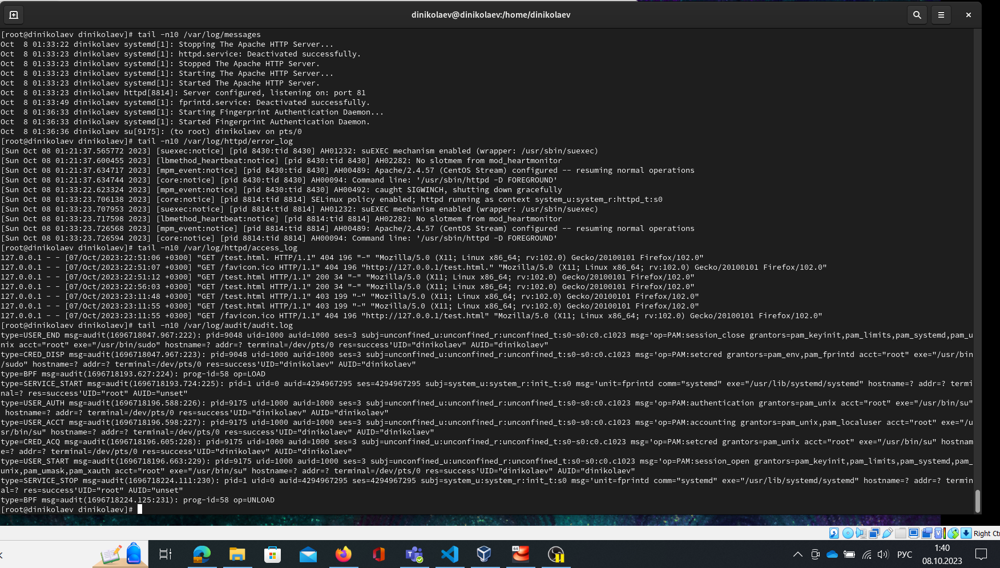 dinikolaev@dinikolaev:/home/dinikolaev
[root@dinikolaev dinikolaev]# tail -n10 /var/log/messages
Oct  8 01:33:22 dinikolaev systemd[1]: Stopping The Apache HTTP Server...
Oct  8 01:33:23 dinikolaev systemd[1]: httpd.service: Deactivated successfully.
Oct  8 01:33:23 dinikolaev systemd[1]: Stopped The Apache HTTP Server.
Oct  8 01:33:23 dinikolaev systemd[1]: Starting The Apache HTTP Server...
Oct  8 01:33:23 dinikolaev systemd[1]: Started The Apache HTTP Server.
Oct  8 01:33:23 dinikolaev httpd[8814]: Server configured, listening on: port 81
Oct  8 01:33:49 dinikolaev systemd[1]: fprintd.service: Deactivated successfully.
Oct  8 01:36:33 dinikolaev systemd[1]: Starting Fingerprint Authentication Daemon...
Oct  8 01:36:33 dinikolaev systemd[1]: Started Fingerprint Authentication Daemon.
Oct  8 01:36:36 dinikolaev su[9175]: (to root) dinikolaev on pts/0
[root@dinikolaev dinikolaev]# tail -n10 /var/log/httpd/error_log
[Sun Oct 08 01:21:37.565772 2023] [suexec:notice] [pid 8430:tid 8430] AH01232: suEXEC mechanism enabled (wrapper: /usr/sbin/suexec)
[Sun Oct 08 01:21:37.600455 2023] [lbmethod_heartbeat:notice] [pid 8430:tid 8430] AH02282: No slotmem from mod_heartmonitor
[Sun Oct 08 01:21:37.634717 2023] [mpm_event:notice] [pid 8430:tid 8430] AH00489: Apache/2.4.57 (CentOS Stream) configured -- resuming normal operations
[Sun Oct 08 01:21:37.634744 2023] [core:notice] [pid 8430:tid 8430] AH00094: Command line: '/usr/sbin/httpd -D FOREGROUND'
[Sun Oct 08 01:33:22.623324 2023] [mpm_event:notice] [pid 8430:tid 8430] AH00492: caught SIGWINCH, shutting down gracefully
[Sun Oct 08 01:33:23.706138 2023] [core:notice] [pid 8814:tid 8814] SELinux policy enabled; httpd running as context system_u:system_r:httpd_t:s0
[Sun Oct 08 01:33:23.707953 2023] [suexec:notice] [pid 8814:tid 8814] AH01232: suEXEC mechanism enabled (wrapper: /usr/sbin/suexec)
[Sun Oct 08 01:33:23.717598 2023] [lbmethod_heartbeat:notice] [pid 8814:tid 8814] AH02282: No slotmem from mod_heartmonitor
[Sun Oct 08 01:33:23.726568 2023] [mpm_event:notice] [pid 8814:tid 8814] AH00489: Apache/2.4.57 (CentOS Stream) configured -- resuming normal operations
[Sun Oct 08 01:33:23.726594 2023] [core:notice] [pid 8814:tid 8814] AH00094: Command line: '/usr/sbin/httpd -D FOREGROUND'
[root@dinikolaev dinikolaev]# tail -n10 /var/log/httpd/access_log
127.0.0.1 - - [07/Oct/2023:22:51:06 +0300] "GET /test.html. HTTP/1.1" 404 196 "-" "Mozilla/5.0 (X11; Linux x86_64; rv:102.0) Gecko/20100101 Firefox/102.0"
127.0.0.1 - - [07/Oct/2023:22:51:07 +0300] "GET /favicon.ico HTTP/1.1" 404 196 "http://127.0.0.1/test.html." "Mozilla/5.0 (X11; Linux x86_64; rv:102.0) Gecko/20100101 Firefox/102.0"
127.0.0.1 - - [07/Oct/2023:22:51:12 +0300] "GET /test.html HTTP/1.1" 200 34 "-" "Mozilla/5.0 (X11; Linux x86_64; rv:102.0) Gecko/20100101 Firefox/102.0"
127.0.0.1 - - [07/Oct/2023:22:56:03 +0300] "GET /test.html HTTP/1.1" 200 34 "-" "Mozilla/5.0 (X11; Linux x86_64; rv:102.0) Gecko/20100101 Firefox/102.0"
127.0.0.1 - - [07/Oct/2023:23:11:48 +0300] "GET /test.html HTTP/1.1" 403 199 "-" "Mozilla/5.0 (X11; Linux x86_64; rv:102.0) Gecko/20100101 Firefox/102.0"
127.0.0.1 - - [07/Oct/2023:23:11:55 +0300] "GET /test.html HTTP/1.1" 403 199 "-" "Mozilla/5.0 (X11; Linux x86_64; rv:102.0) Gecko/20100101 Firefox/102.0"
127.0.0.1 - - [07/Oct/2023:23:11:55 +0300] "GET /favicon.ico HTTP/1.1" 404 196 "http://127.0.0.1/test.html" "Mozilla/5.0 (X11; Linux x86_64; rv:102.0) Gecko/20100101 Firefox/102.0"
[root@dinikolaev dinikolaev]# tail -n10 /var/log/audit/audit.log
type=USER_END msg=audit(1696718047.967:222): pid=9048 uid=1000 auid=1000 ses=3 subj=unconfined_u:unconfined_r:unconfined_t:s0-s0:c0.c1023 msg='op=PAM:session_close grantors=pam_keyinit,pam_limits,pam_systemd,pam_u
nix acct="root" exe="/usr/bin/sudo" hostname=? addr=? terminal=/dev/pts/0 res=success'UID="dinikolaev" AUID="dinikolaev"
type=CRED_DISP msg=audit(1696718047.967:223): pid=9048 uid=1000 auid=1000 ses=3 subj=unconfined_u:unconfined_r:unconfined_t:s0-s0:c0.c1023 msg='op=PAM:setcred grantors=pam_env,pam_fprintd acct="root" exe="/usr/bin
/sudo" hostname=? addr=? terminal=/dev/pts/0 res=success'UID="dinikolaev" AUID="dinikolaev"
type=BPF msg=audit(1696718193.627:224): prog-id=58 op=LOAD
type=SERVICE_START msg=audit(1696718193.724:225): pid=1 uid=0 auid=4294967295 ses=4294967295 subj=system_u:system_r:init_t:s0 msg='unit=fprintd comm="systemd" exe="/usr/lib/systemd/systemd" hostname=? addr=? termi
nal=? res=success'UID="root" AUID="unset"
type=USER_AUTH msg=audit(1696718196.588:226): pid=9175 uid=1000 auid=1000 ses=3 subj=unconfined_u:unconfined_r:unconfined_t:s0-s0:c0.c1023 msg='op=PAM:authentication grantors=pam_unix acct="root" exe="/usr/bin/su"
 hostname=? addr=? terminal=/dev/pts/0 res=success'UID="dinikolaev" AUID="dinikolaev"
type=USER_ACCT msg=audit(1696718196.598:227): pid=9175 uid=1000 auid=1000 ses=3 subj=unconfined_u:unconfined_r:unconfined_t:s0-s0:c0.c1023 msg='op=PAM:accounting grantors=pam_unix,pam_localuser acct="root" exe="/u
sr/bin/su" hostname=? addr=? terminal=/dev/pts/0 res=success'UID="dinikolaev" AUID="dinikolaev"
type=CRED_ACQ msg=audit(1696718196.605:228): pid=9175 uid=1000 auid=1000 ses=3 subj=unconfined_u:unconfined_r:unconfined_t:s0-s0:c0.c1023 msg='op=PAM:setcred grantors=pam_unix acct="root" exe="/usr/bin/su" hostnam
e=? addr=? terminal=/dev/pts/0 res=success'UID="dinikolaev" AUID="dinikolaev"
type=USER_START msg=audit(1696718196.663:229): pid=9175 uid=1000 auid=1000 ses=3 subj=unconfined_u:unconfined_r:unconfined_t:s0-s0:c0.c1023 msg='op=PAM:session_open grantors=pam_keyinit,pam_limits,pam_systemd,pam_
unix,pam_umask,pam_xauth acct="root" exe="/usr/bin/su" hostname=? addr=? terminal=/dev/pts/0 res=success'UID="dinikolaev" AUID="dinikolaev"
type=SERVICE_STOP msg=audit(1696718224.111:230): pid=1 uid=0 auid=4294967295 ses=4294967295 subj=system_u:system_r:init_t:s0 msg='unit=fprintd comm="systemd" exe="/usr/lib/systemd/systemd" hostname=? addr=? termin
al=? res=success'UID="root" AUID="unset"
type=BPF msg=audit(1696718224.125:231): prog-id=58 op=UNLOAD
[root@dinikolaev dinikolaev]#
Right Ct
64
РУС
1:40
08.10.2023